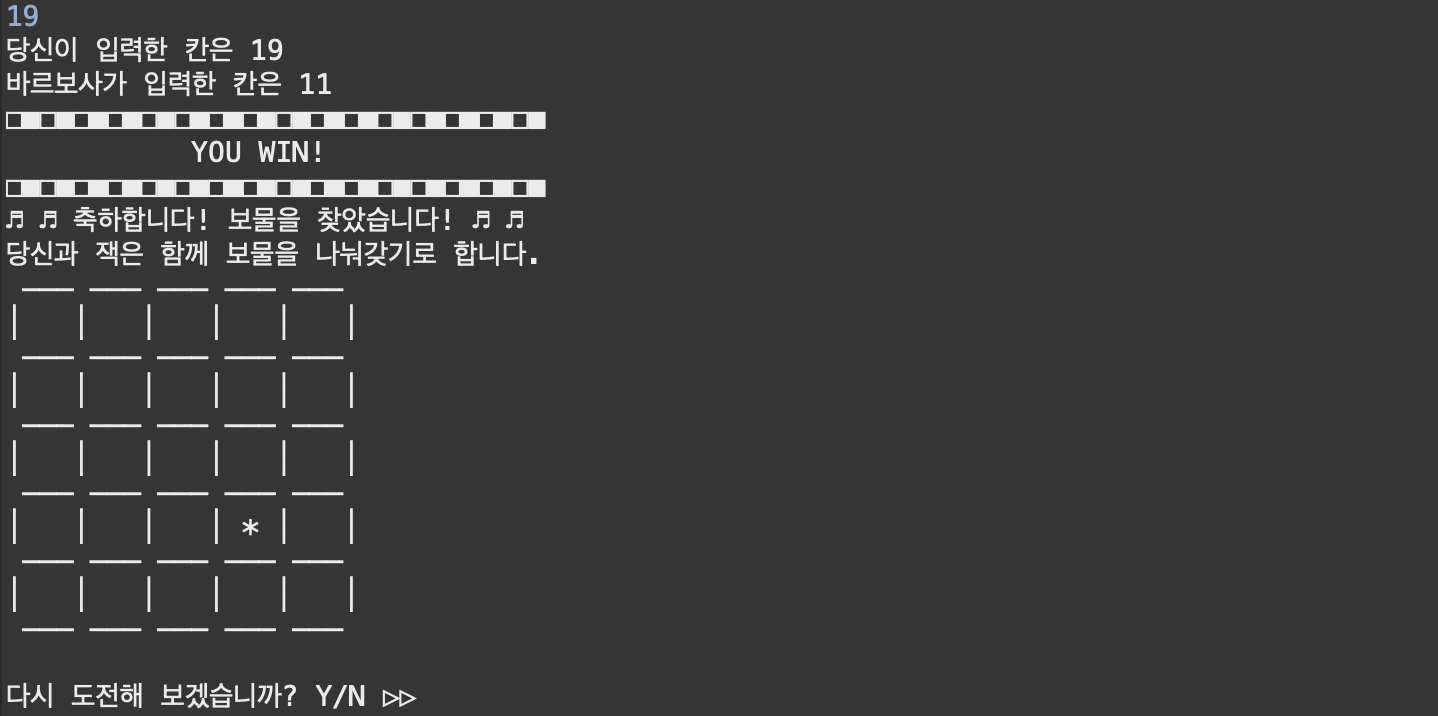 19
당신이 입력한 칸은 19
바르보사가 입력한 칸은 11
YOU WIN!
♬ ♬ 축하합니다! 보물을 찾았습니다! ♬ ♬
당신과 잭은 함께 보물을 나눠갖기로 합니다.
*
다시 도전해 보겠습니까? Y/N ▷▷